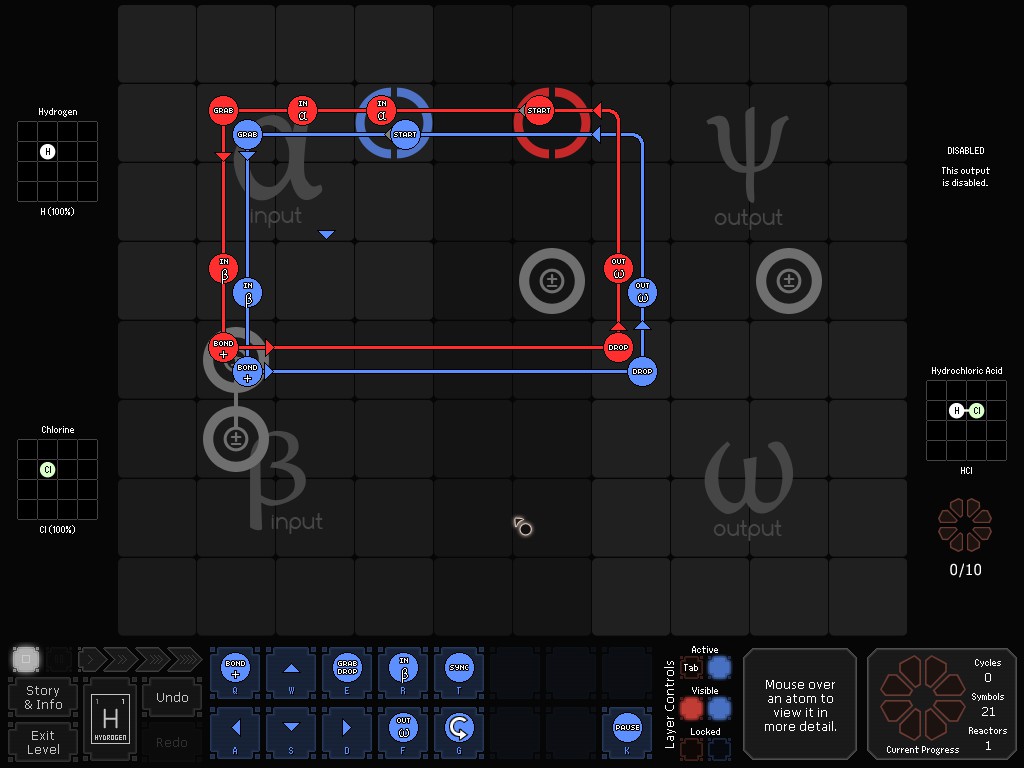 Hydrogen
H
H (100%)
GRAB
IN
α
IN
α
START
GRAB
START
α
input
ψ
output
DISABLED
This output
is disabled.
IN
β
IN
β
±
OUT
ω
OUT
ω
±
BOND
+
BOND
+
DROP
DROP
±
Chlorine
Cl
Cl (100%)
β
input
ω
output
Hydrochloric Acid
H Cl
HCl
0/10
Story
& Info
Exit
Level
1 1
H
HYDROGEN
Undo
Redo
BOND
+
Q
W
GRAB
DROP
E
IN
β
R
SYNC
T
A
S
D
OUT
ω
F
G
PAUSE
K
Layer Controls
Active
Tab
Visible
Locked
Mouse over
an atom to
view it in
more detail.
Cycles
0
Symbols
21
Reactors
1
Current Progress